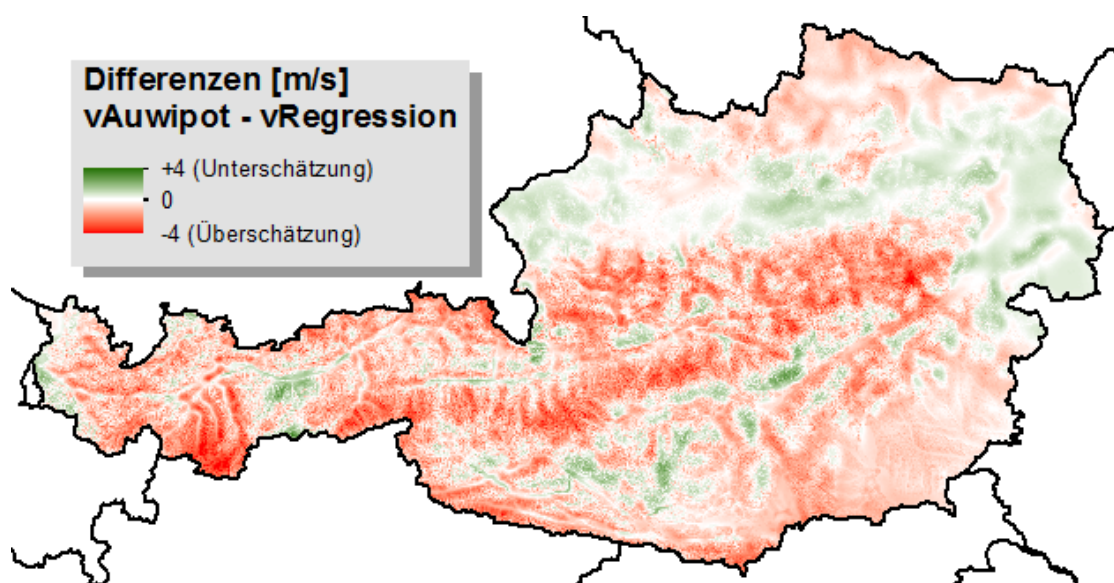 Differenzen [m/s]
vAuwipot - vRegression
+4 (Unterschätzung)
0
-4 (Überschätzung)